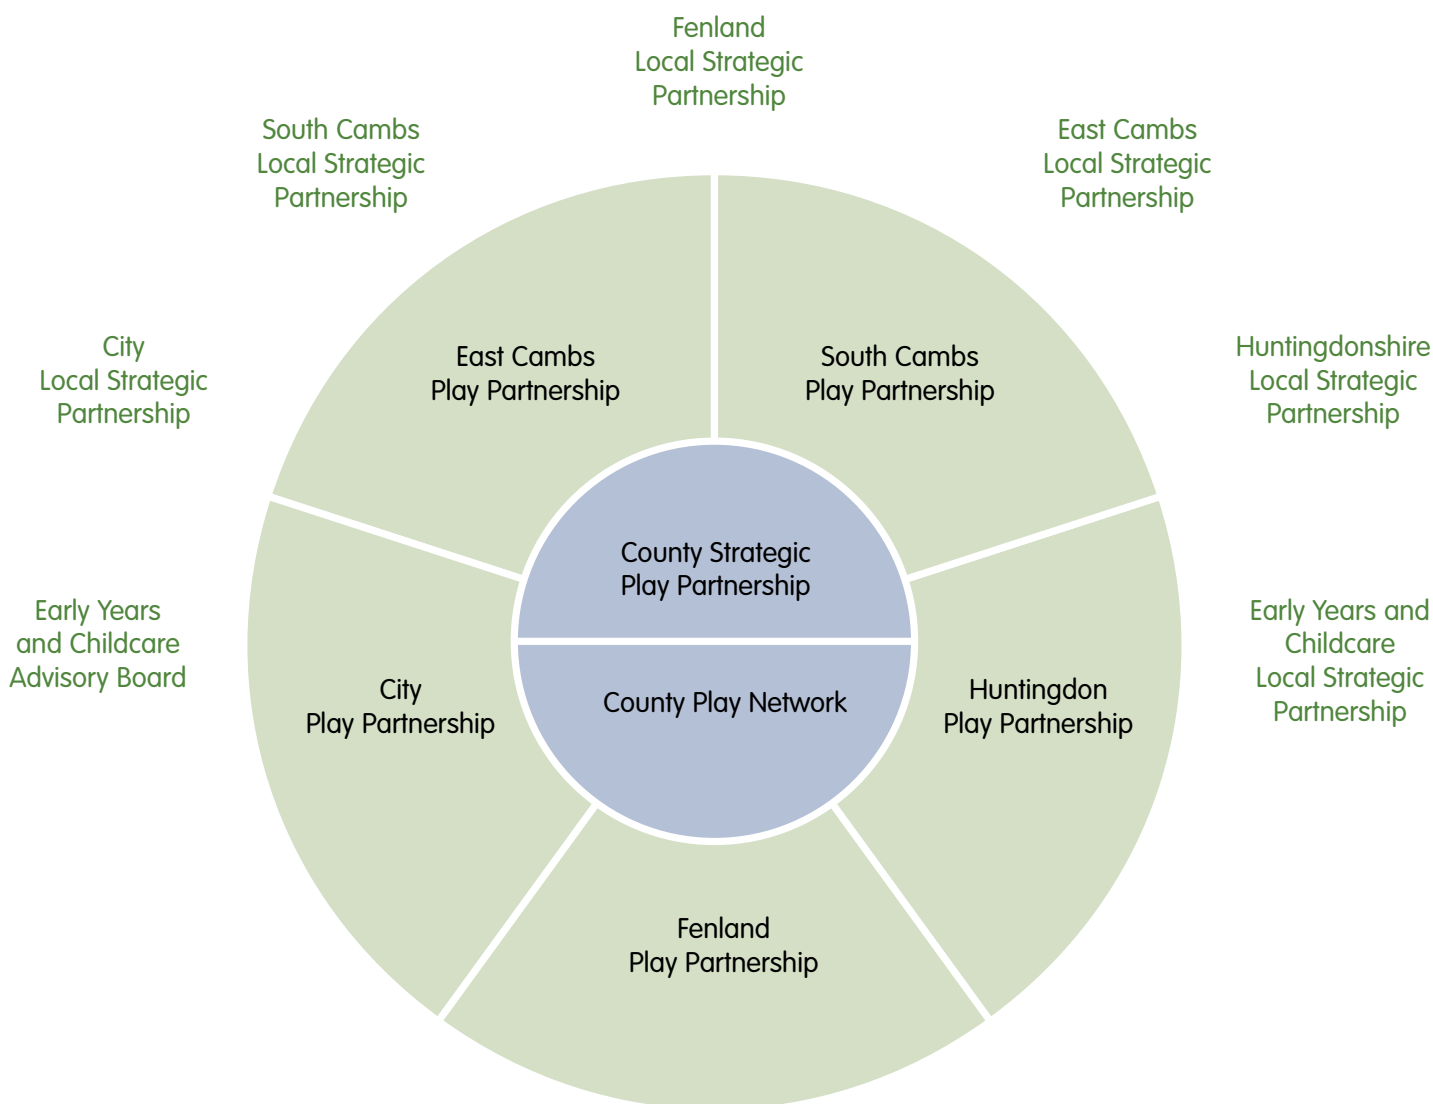 Fenland
Local Strategic
Partnership
South Cambs
Local Strategic
Partnership
East Cambs
Local Strategic
Partnership
City
Local Strategic
Partnership
East Cambs
Play Partnership
South Cambs
Play Partnership
Huntingdonshire
Local Strategic
Partnership
County Strategic
Play Partnership
Early Years
and Childcare
Advisory Board
City
Play Partnership
County Play Network
Huntingdon
Play Partnership
Early Years and
Childcare
Local Strategic
Partnership
Fenland
Play Partnership